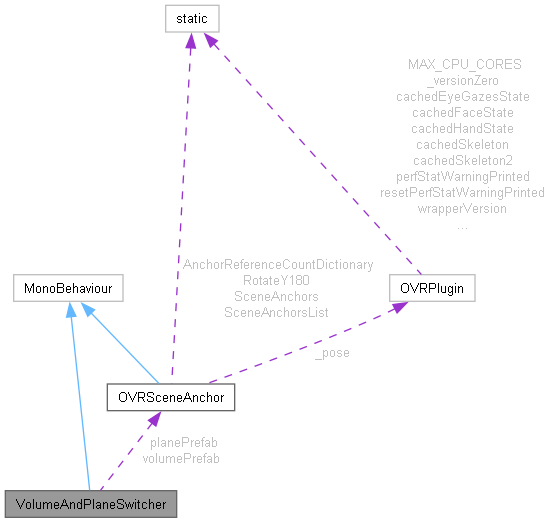 static
MAX_CPU_CORES
_versionZero
cachedEyeGazesState
cachedFaceState
cachedHandState
cachedSkeleton
cachedSkeleton2
perfStatWarningPrinted
resetPerfStatWarningPrinted
wrapperVersion
...
AnchorReferenceCountDictionary
RotateY180
SceneAnchors
SceneAnchorsList
MonoBehaviour
OVRPlugin
_pose
OVRSceneAnchor
planePrefab
volumePrefab
VolumeAndPlaneSwitcher